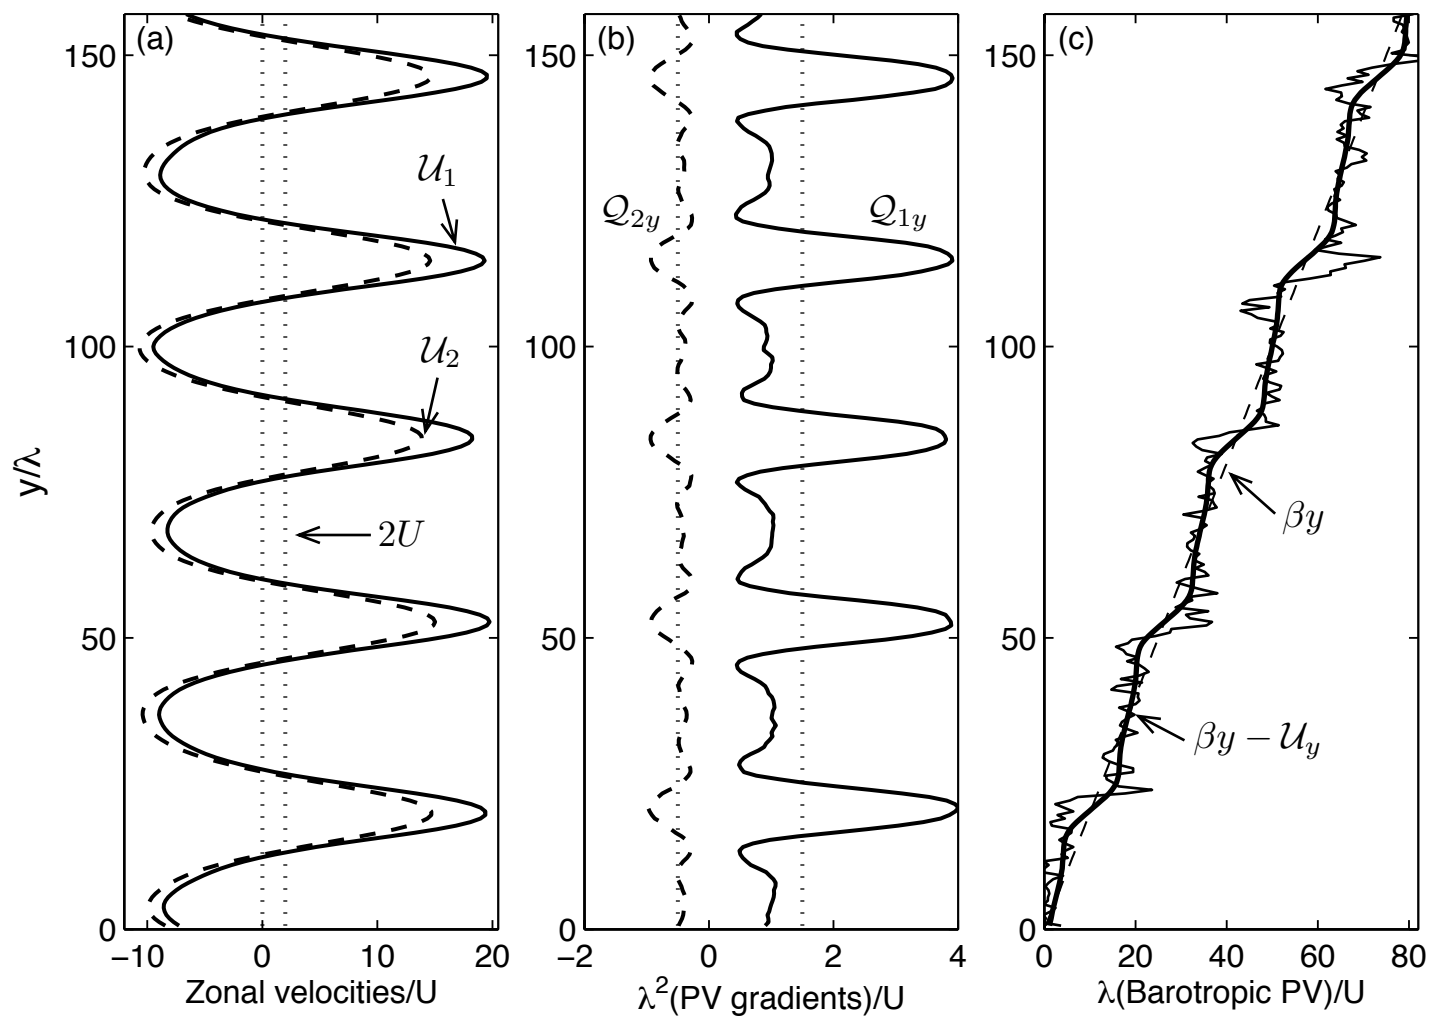 (a)
(b)
(c)
150
150
150
𝒰₁
𝒬₂y
𝒬₁y
100
100
100
𝒰₂
y/λ
2U
βy
50
50
50
βy − 𝒰y
0
0
0
−10
0
10
20
−2
0
2
4
0
20
40
60
80
Zonal velocities/U
λ²(PV gradients)/U
λ(Barotropic PV)/U